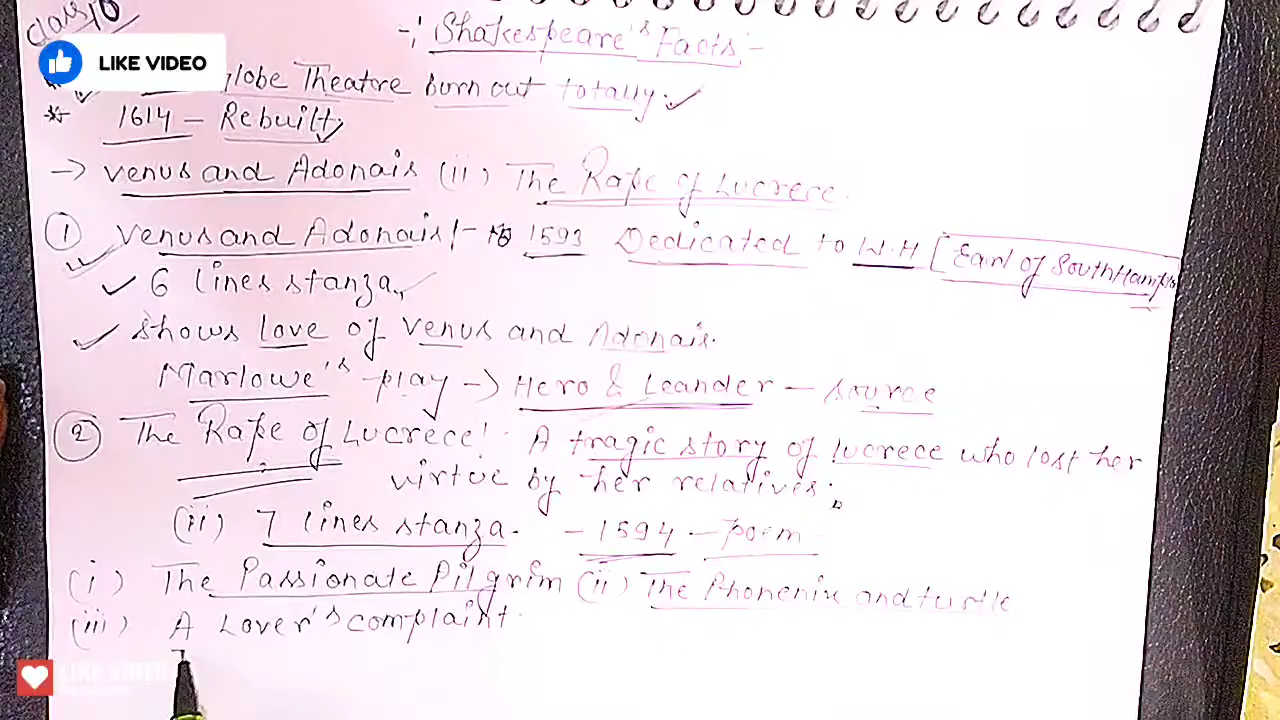 class 10
-: Shakespeare's Facts :-
LIKE VIDEO
Globe Theatre burn out totally.
* 1614 - Rebuilt
-> Venus and Adonais (ii) The Rape of Lucrece.
① Venus and Adonais :- 1593 Dedicated to W.H [Earl of SouthHampton
6 lines stanza.
Shows love of Venus and Adonais.
Marlowe's play -> Hero & Leander - source
② The Rape of Lucrece: A tragic story of Lucrece who lost her
virtue by her relatives.
(ii) 7 lines stanza. - 1594 - poem
(i) The Passionate Pilgrim (ii) The Phonenix and turtle
(iii) A Lover's complaint.
LIKE VIDEO